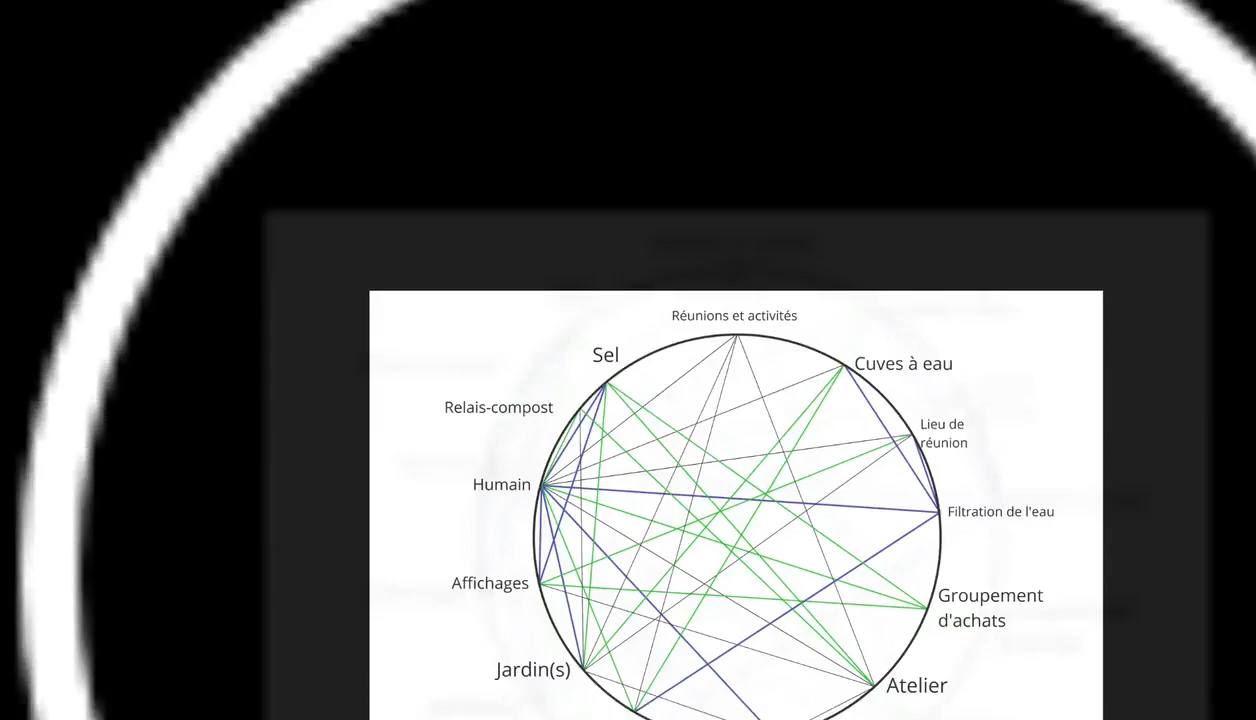 Réunions et activités
Sel
Cuves à eau
Relais-compost
Lieu de
réunion
Humain
Filtration de l'eau
Affichages
Groupement
d'achats
Jardin(s)
Atelier